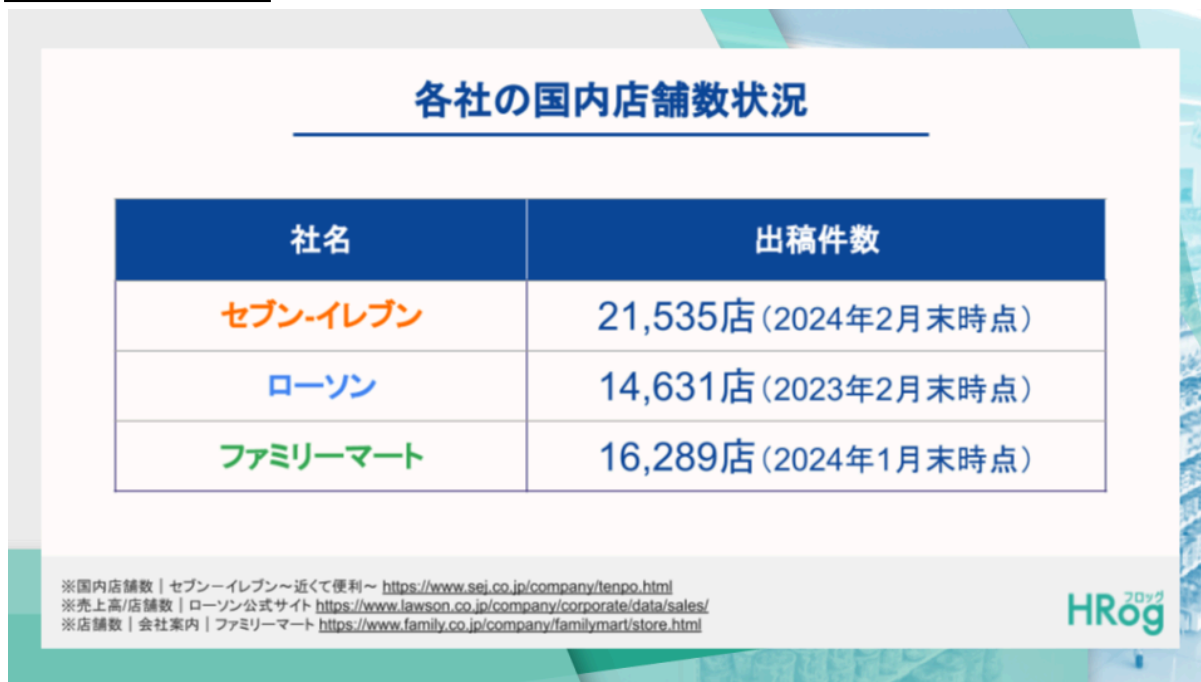 各社の国内店舗数状況
社名 出稿件数
セブン-イレブン 21,535店（2024年2月末時点）
ローソン 14,631店（2023年2月末時点）
ファミリーマート 16,289店（2024年1月末時点）
※国内店舗数｜セブン−イレブン～近くて便利～ https://www.sej.co.jp/company/tenpo.html
※売上高/店舗数｜ローソン公式サイト https://www.lawson.co.jp/company/corporate/data/sales/
※店舗数｜会社案内｜ファミリーマート https://www.family.co.jp/company/familymart/store.html
フロッグ
HRog